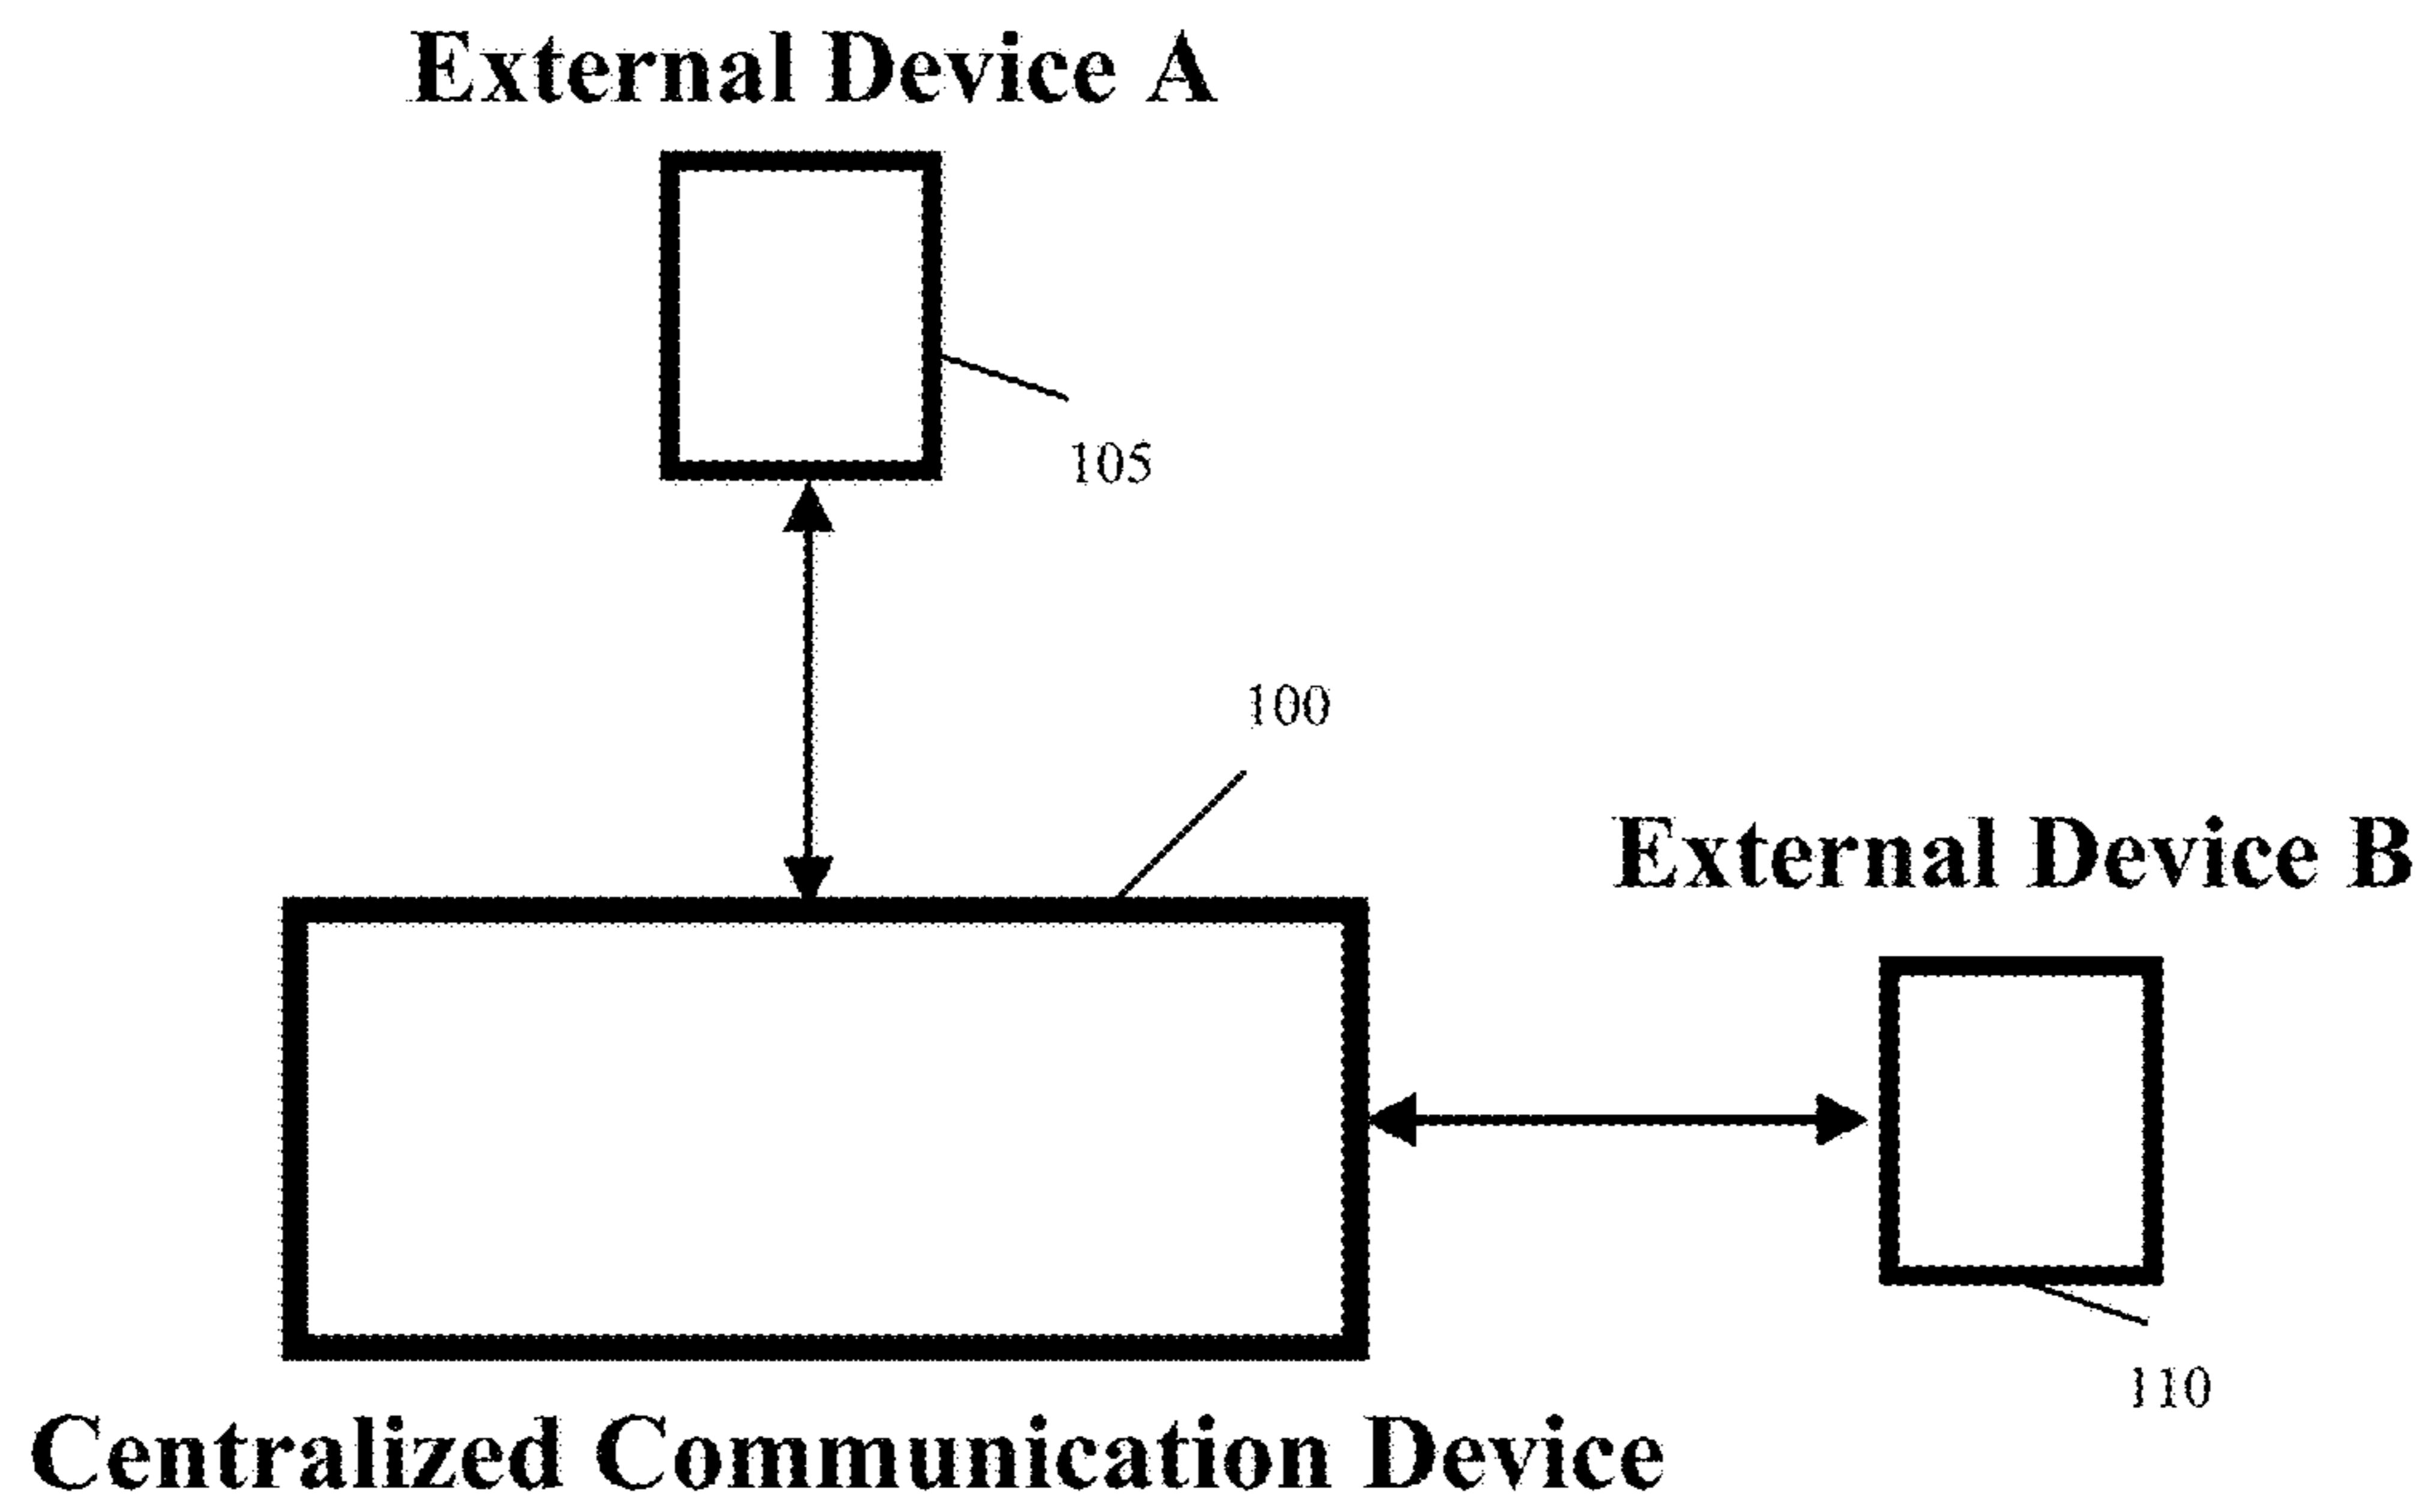 External Device A
105
100
External Device B
110
Centralized Communication Device